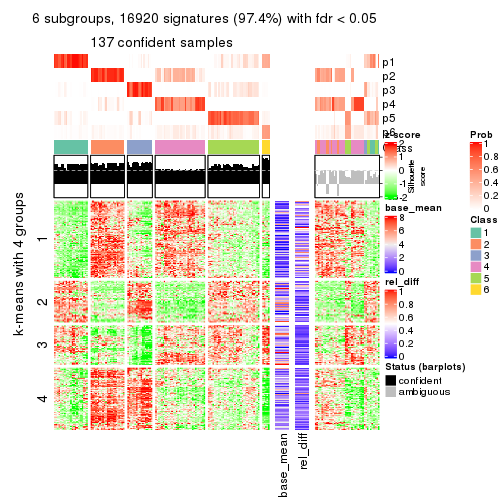 6 subgroups, 16920 signatures (97.4%) with fdr < 0.05
137 confident samples
p1
p2
p3
p4
p5
p6
Class
z-score
2
1
0
-1
-2
Silhouette
score
base_mean
8
6
4
2
0
rel_diff
1
0.8
0.6
0.4
0.2
0
Prob
1
0.8
0.6
0.4
0.2
0
Class
1
2
3
4
5
6
Status (barplots)
confident
ambiguous
k-means with 4 groups
1
2
3
4
base_mean
rel_diff